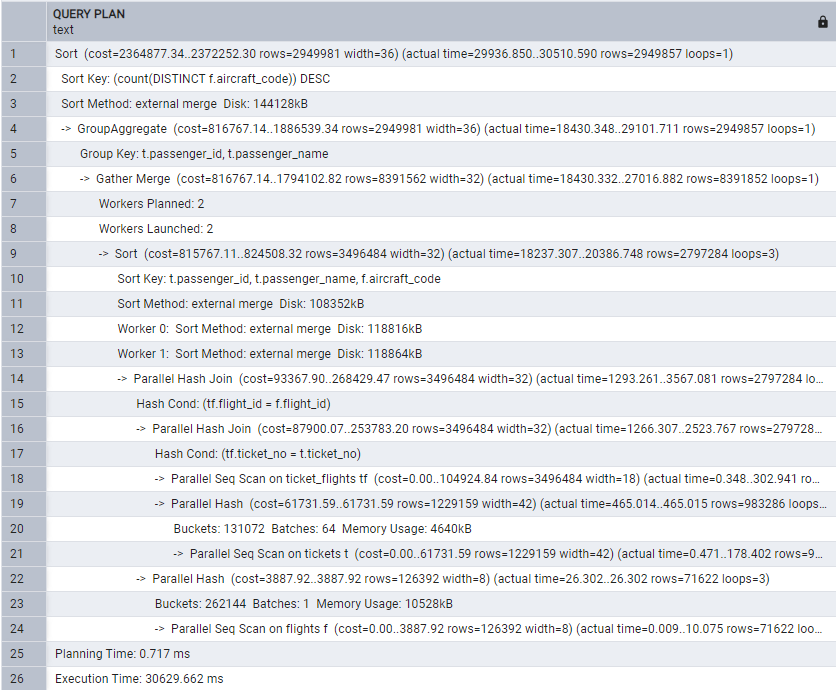 QUERY PLAN
text
1 Sort (cost=2364877.34..2372252.30 rows=2949981 width=36) (actual time=29936.850..30510.590 rows=2949857 loops=1)
2 Sort Key: (count(DISTINCT f.aircraft_code)) DESC
3 Sort Method: external merge Disk: 144128kB
4 -> GroupAggregate (cost=816767.14..1886539.34 rows=2949981 width=36) (actual time=18430.348..29101.711 rows=2949857 loops=1)
5 Group Key: t.passenger_id, t.passenger_name
6 -> Gather Merge (cost=816767.14..1794102.82 rows=8391562 width=32) (actual time=18430.332..27016.882 rows=8391852 loops=1)
7 Workers Planned: 2
8 Workers Launched: 2
9 -> Sort (cost=815767.11..824508.32 rows=3496484 width=32) (actual time=18237.307..20386.748 rows=2797284 loops=3)
10 Sort Key: t.passenger_id, t.passenger_name, f.aircraft_code
11 Sort Method: external merge Disk: 108352kB
12 Worker 0: Sort Method: external merge Disk: 118816kB
13 Worker 1: Sort Method: external merge Disk: 118864kB
14 -> Parallel Hash Join (cost=93367.90..268429.47 rows=3496484 width=32) (actual time=1293.261..3567.081 rows=2797284 lo...
15 Hash Cond: (tf.flight_id = f.flight_id)
16 -> Parallel Hash Join (cost=87900.07..253783.20 rows=3496484 width=32) (actual time=1266.307..2523.767 rows=279728...
17 Hash Cond: (tf.ticket_no = t.ticket_no)
18 -> Parallel Seq Scan on ticket_flights tf (cost=0.00..104924.84 rows=3496484 width=18) (actual time=0.348..302.941 ro...
19 -> Parallel Hash (cost=61731.59..61731.59 rows=1229159 width=42) (actual time=465.014..465.015 rows=983286 loops...
20 Buckets: 131072 Batches: 64 Memory Usage: 4640kB
21 -> Parallel Seq Scan on tickets t (cost=0.00..61731.59 rows=1229159 width=42) (actual time=0.471..178.402 rows=9...
22 -> Parallel Hash (cost=3887.92..3887.92 rows=126392 width=8) (actual time=26.302..26.302 rows=71622 loops=3)
23 Buckets: 262144 Batches: 1 Memory Usage: 10528kB
24 -> Parallel Seq Scan on flights f (cost=0.00..3887.92 rows=126392 width=8) (actual time=0.009..10.075 rows=71622 loo...
25 Planning Time: 0.717 ms
26 Execution Time: 30629.662 ms